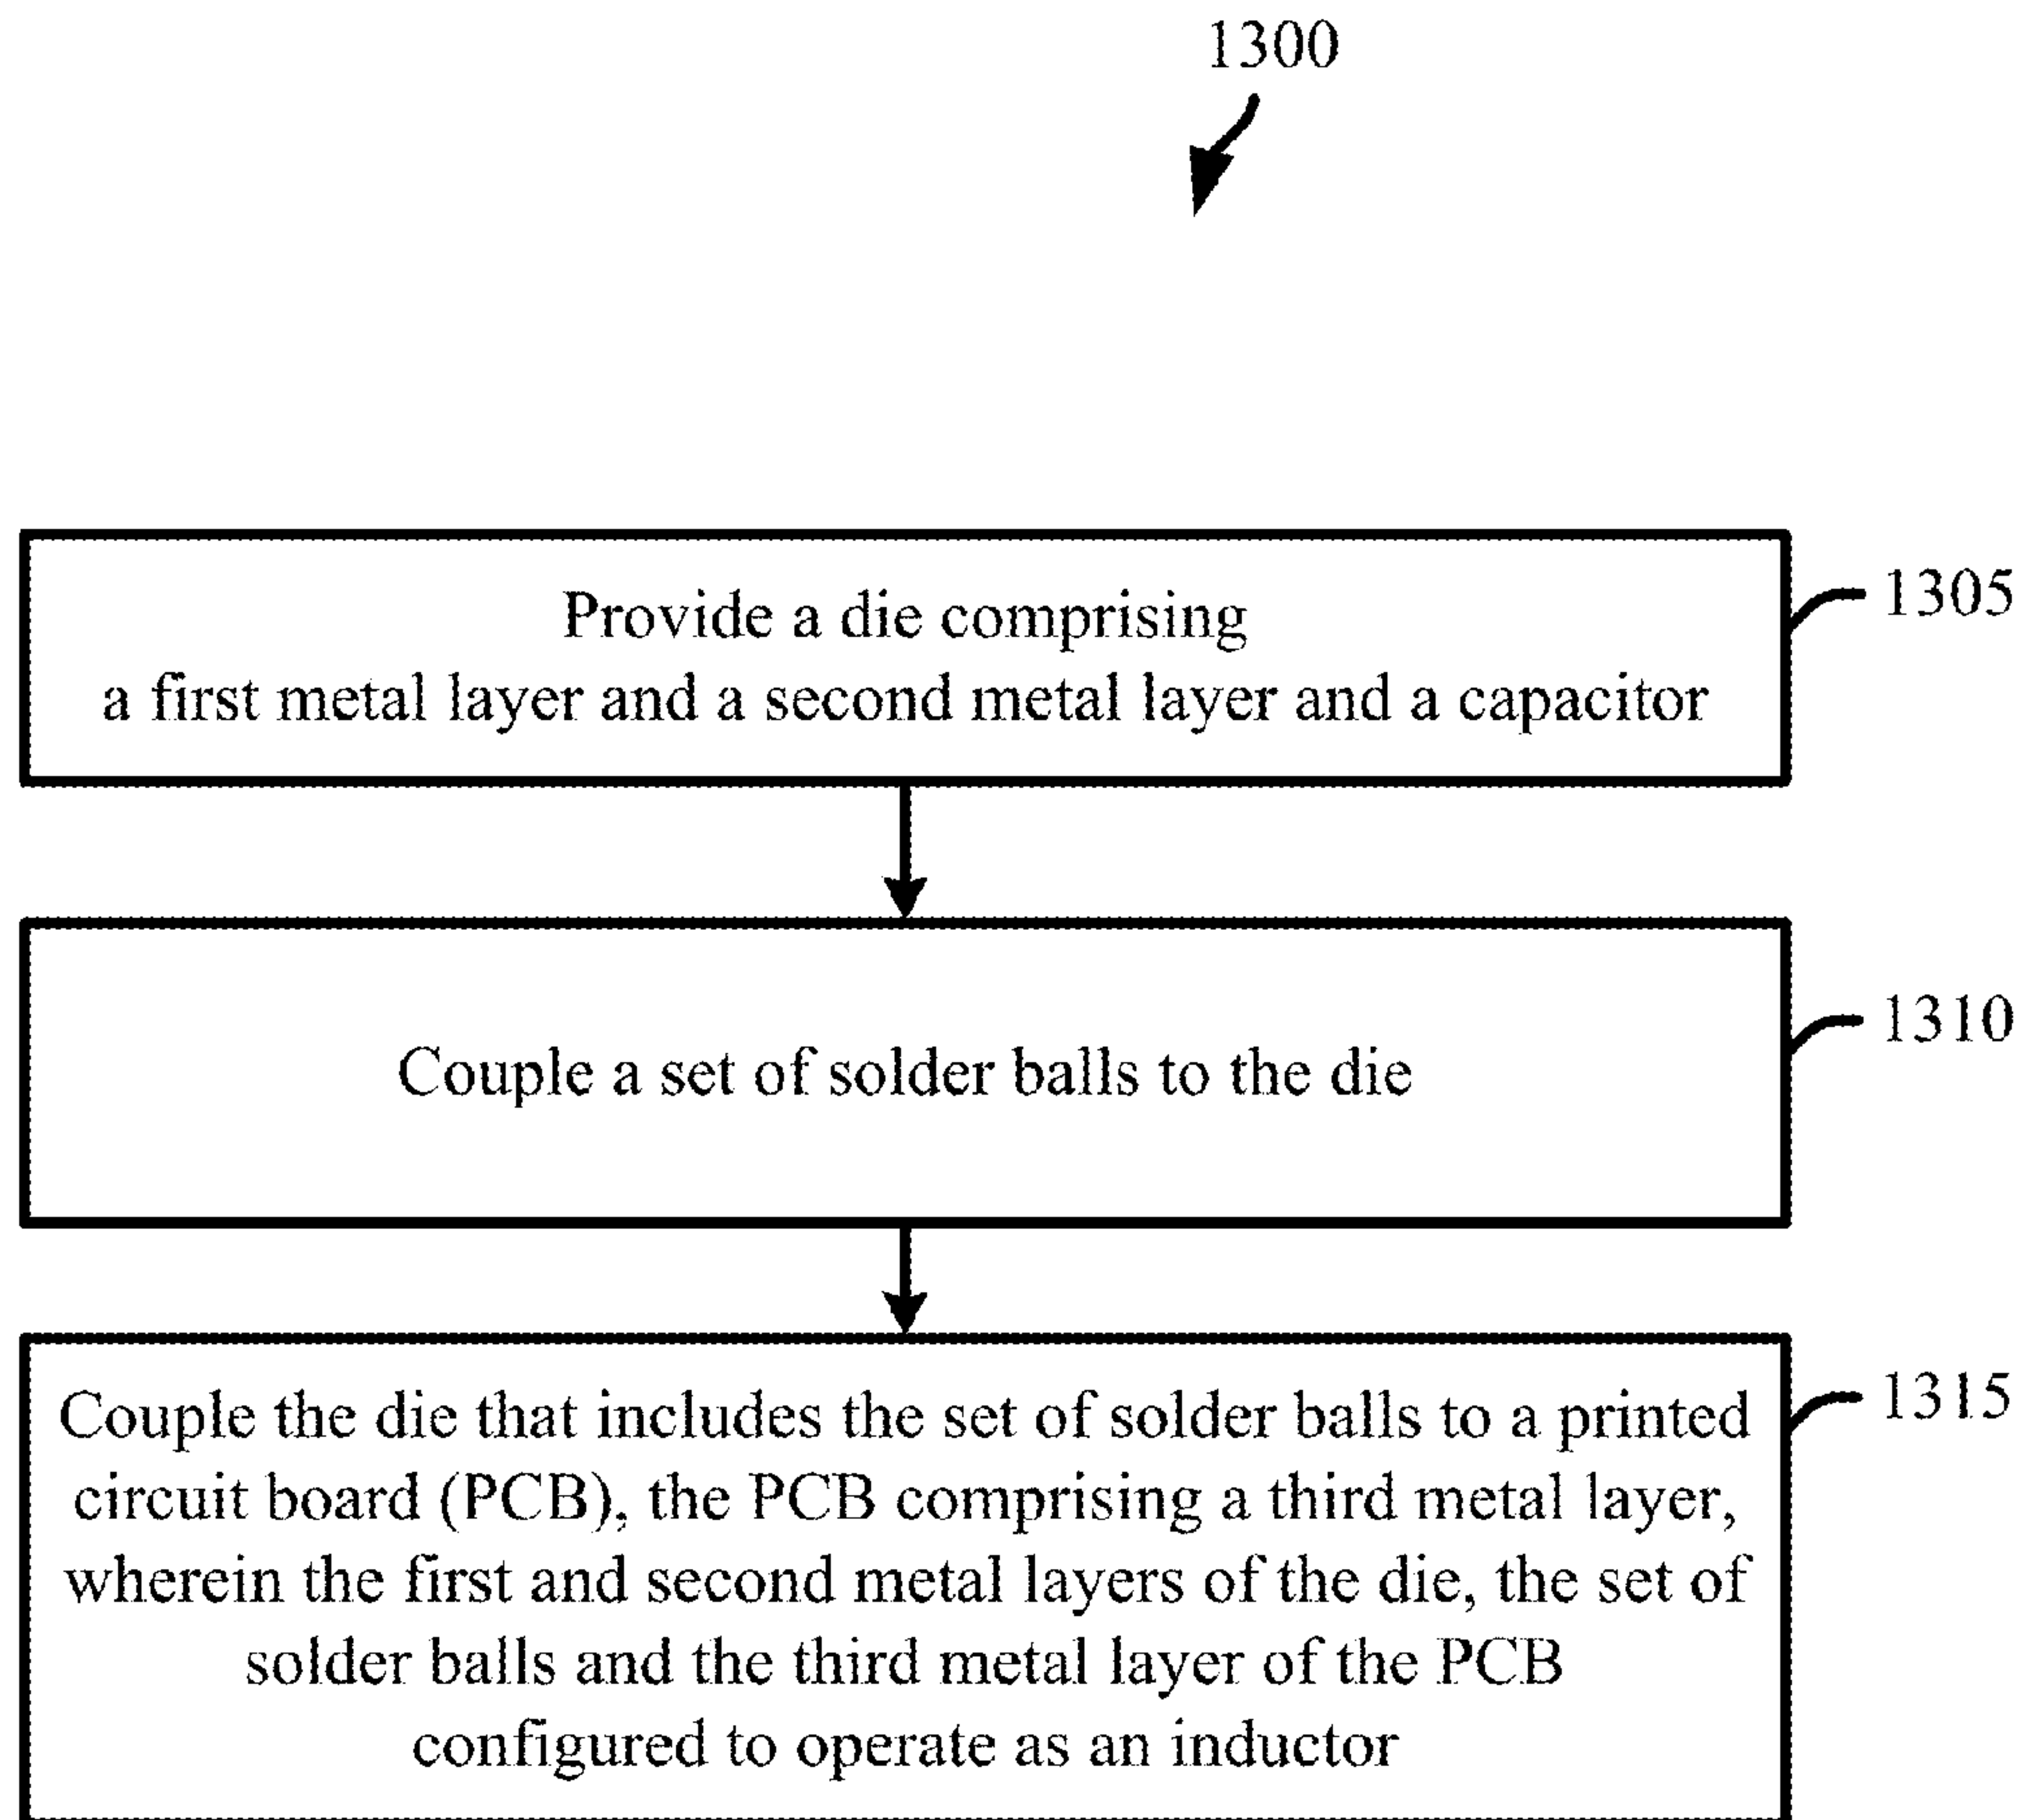 1300
Provide a die comprising
a first metal layer and a second metal layer and a capacitor
1305
Couple a set of solder balls to the die
1310
Couple the die that includes the set of solder balls to a printed
circuit board (PCB), the PCB comprising a third metal layer,
wherein the first and second metal layers of the die, the set of
solder balls and the third metal layer of the PCB
configured to operate as an inductor
1315